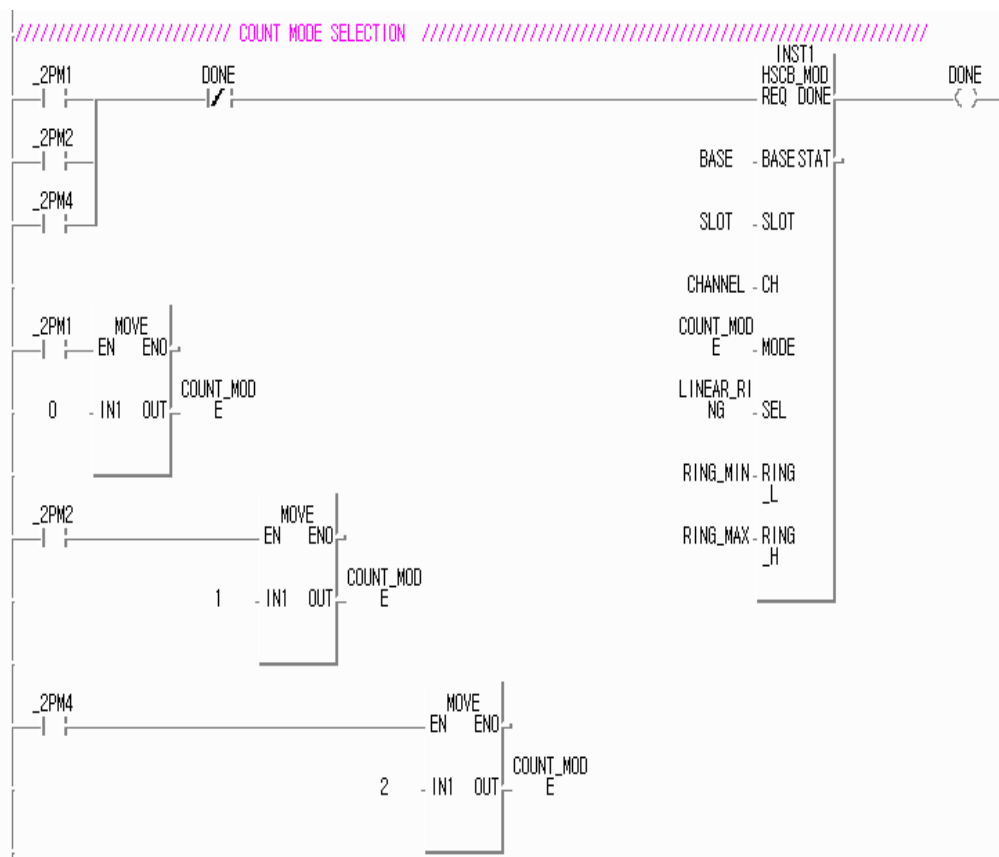 ///////////////////////// COUNT MODE SELECTION ////////////////////////////////////////////////////////////
INST1
_2PM1 DONE HSCB_MOD DONE
REQ DONE
_2PM2
BASE BASE STAT
_2PM4
SLOT SLOT
CHANNEL CH
_2PM1 MOVE COUNT_MOD
EN ENO E MODE
COUNT_MOD LINEAR_RI
0 IN1 OUT E NG SEL
RING_MIN RING
_L
_2PM2 MOVE
EN ENO RING_MAX RING
_H
COUNT_MOD
1 IN1 OUT E
_2PM4 MOVE
EN ENO
COUNT_MOD
2 IN1 OUT E